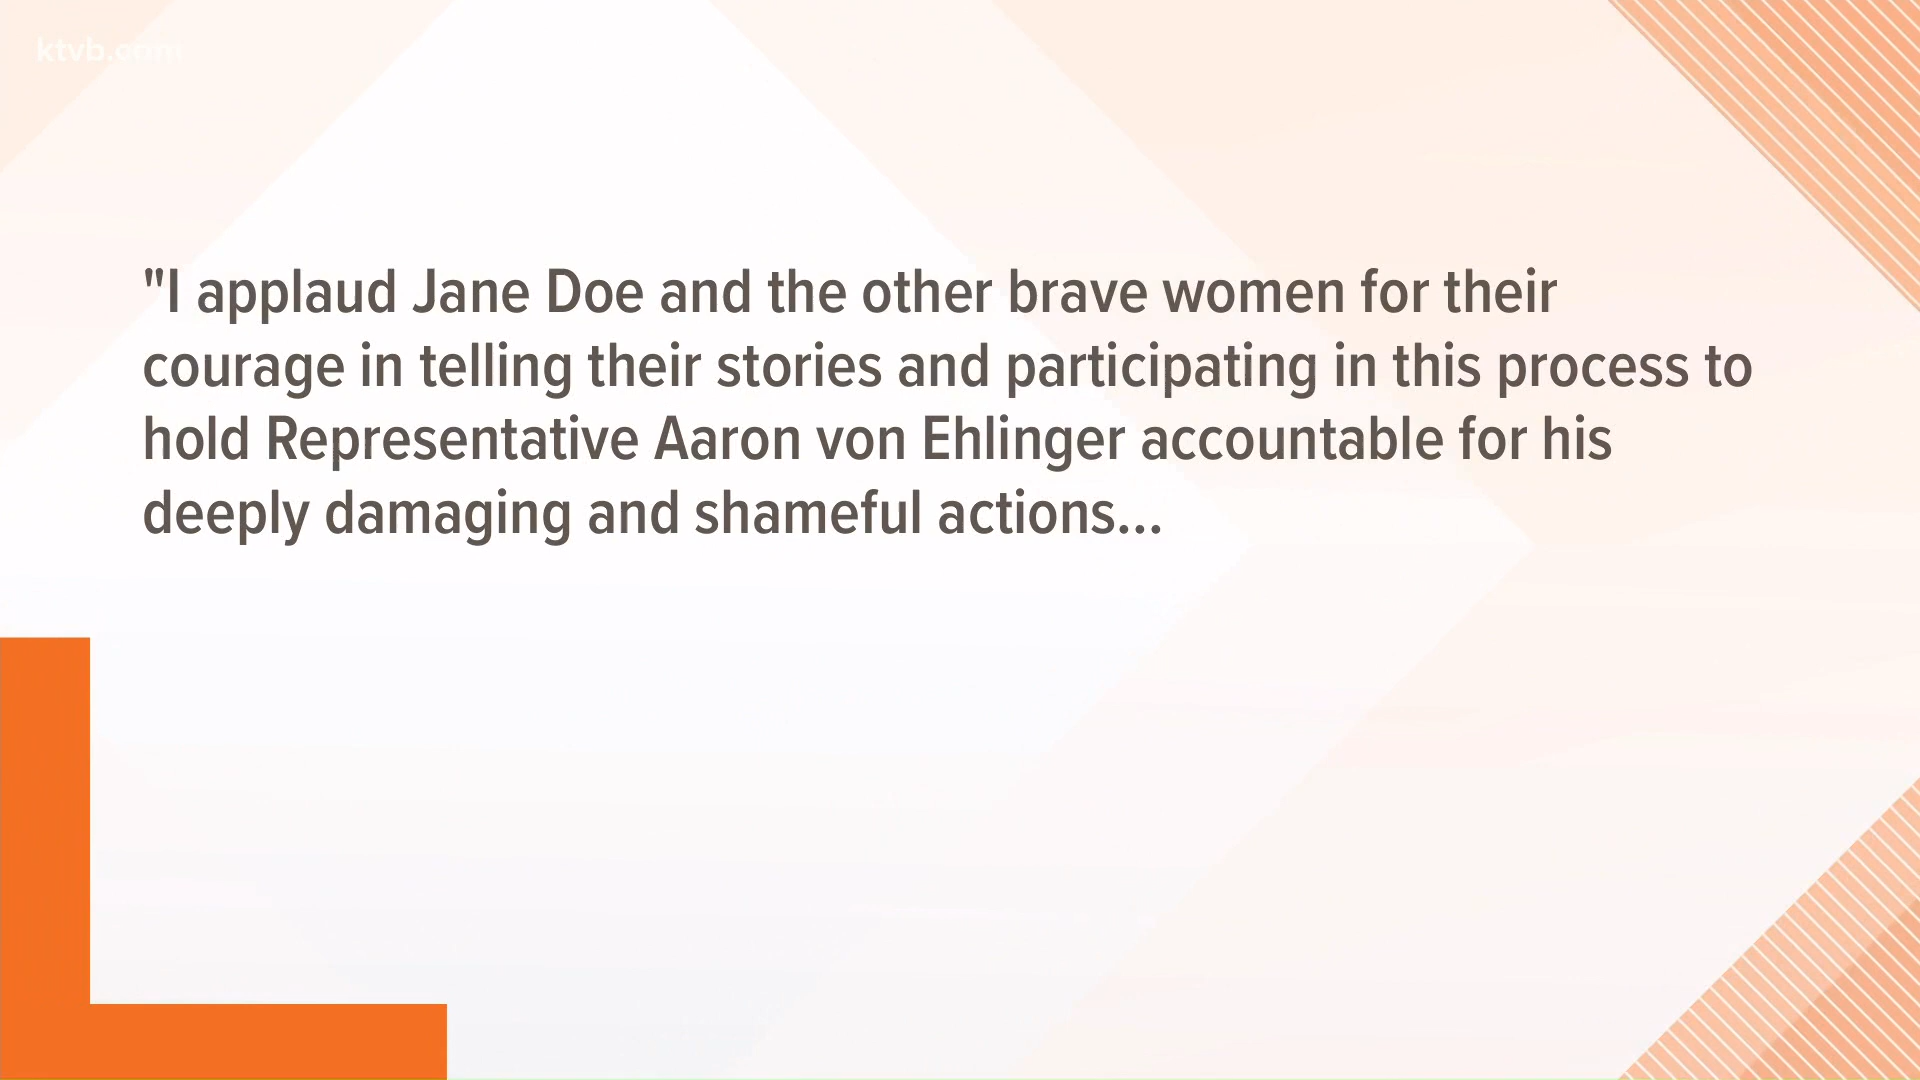 ktvb.com
"I applaud Jane Doe and the other brave women for their
courage in telling their stories and participating in this process to
hold Representative Aaron von Ehlinger accountable for his
deeply damaging and shameful actions...